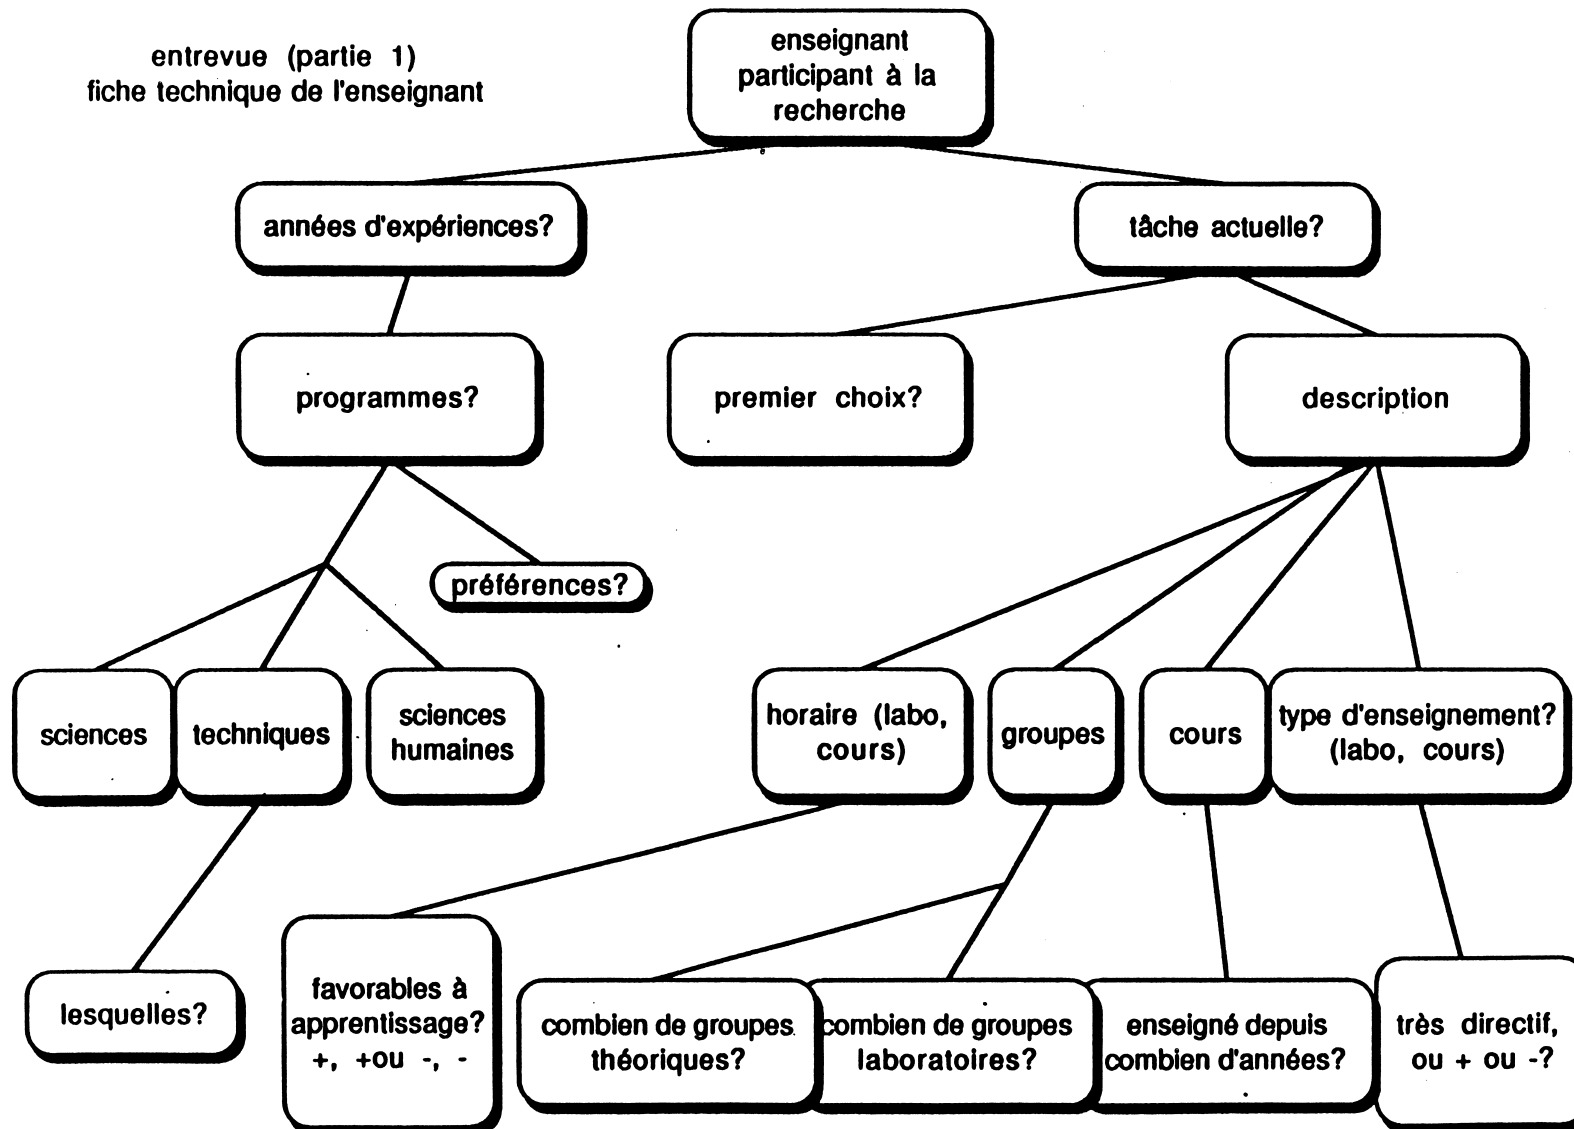 entrevue (partie 1)
fiche technique de l'enseignant
enseignant
participant à la
recherche
années d'expériences?
tâche actuelle?
programmes?
premier choix?
description
préférences?
sciences
techniques
sciences
humaines
horaire (labo,
cours)
groupes
cours
type d'enseignement?
(labo, cours)
lesquelles?
favorables à
apprentissage?
+, +ou -, -
combien de groupes
théoriques?
combien de groupes
laboratoires?
enseigné depuis
combien d'années?
très directif,
ou + ou -?